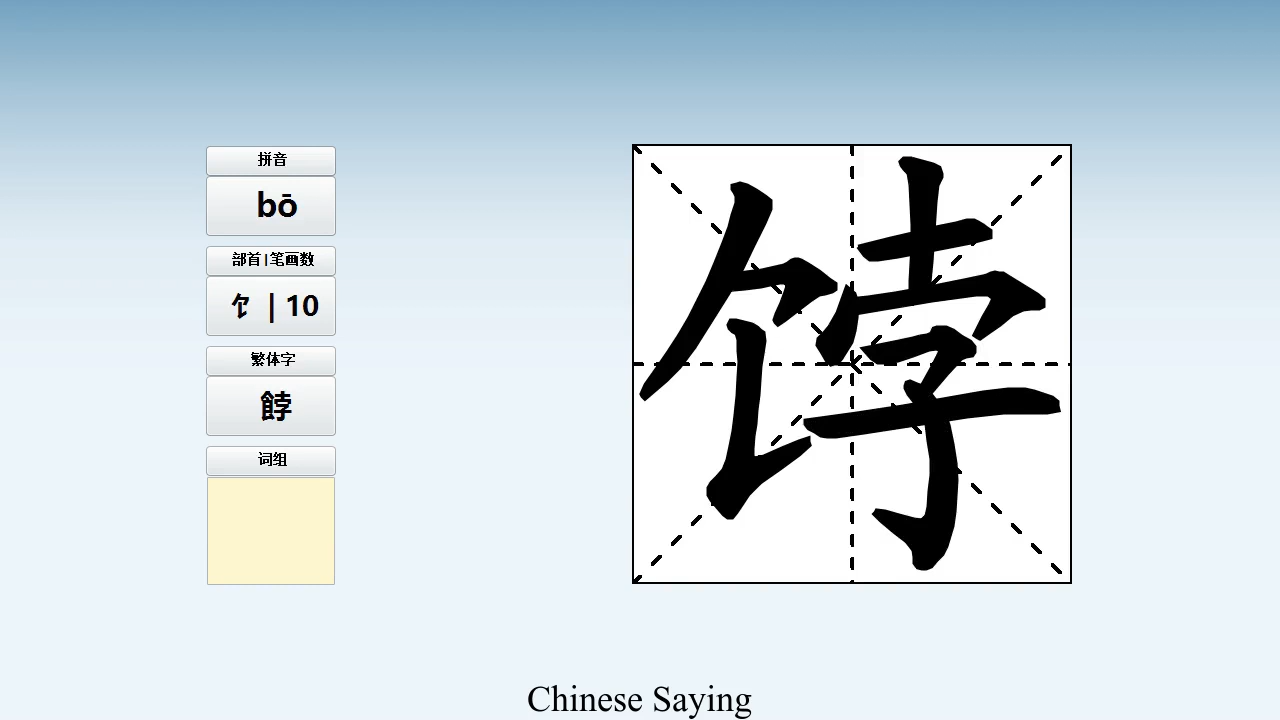 拼音
bō
部首|笔画数
饣 | 10
繁体字
餑
词组
饽
Chinese Saying